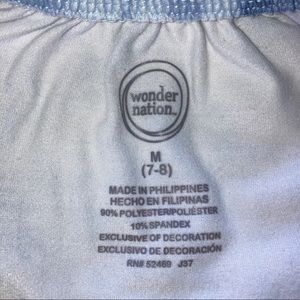 wonder
nation™
M
(7-8)
MADE IN PHILIPPINES
HECHO EN FILIPINAS
90% POLYESTER/POLIÉSTER
10% SPANDEX
EXCLUSIVE OF DECORATION
EXCLUSIVO DE DECORACIÓN
RN# 52469 J37